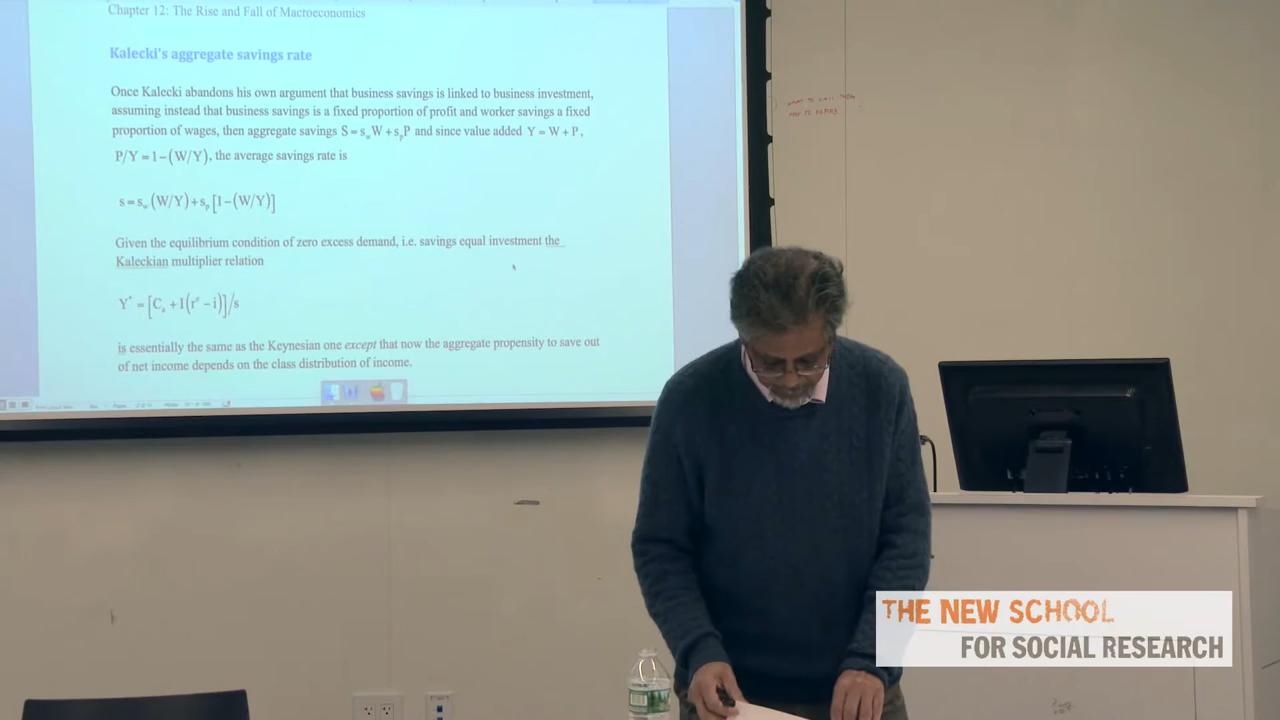 Chapter 12: The Rise and Fall of Macroeconomics
Kalecki's aggregate savings rate
Once Kalecki abandons his own argument that business savings is linked to business investment,
assuming instead that business savings is a fixed proportion of profit and worker savings a fixed
proportion of wages, then aggregate savings S = s_w W + s_p P and since value added Y = W + P,
P/Y = 1 − (W/Y), the average savings rate is
s = s_w (W/Y) + s_p [1 − (W/Y)]
Given the equilibrium condition of zero excess demand, i.e. savings equal investment the
Kaleckian multiplier relation
Y* = [C_a + I(r^e − i)]/s
is essentially the same as the Keynesian one except that now the aggregate propensity to save out
of net income depends on the class distribution of income.
THE NEW SCHOOL
FOR SOCIAL RESEARCH